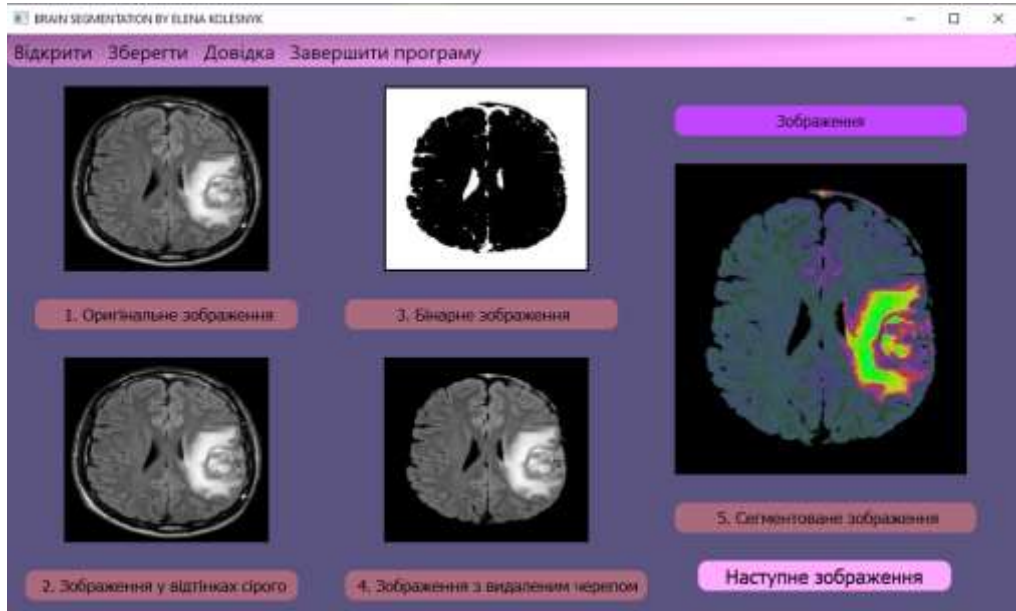 BRAIN SEGMENTATION BY ELENA KOLESNYK
Відкрити Зберегти Довідка Завершити програму
Зображення
1. Оригінальне зображення
3. Бінарне зображення
2. Зображення у відтінках сірого
4. Зображення з видаленим черепом
5. Сегментоване зображення
Наступне зображення